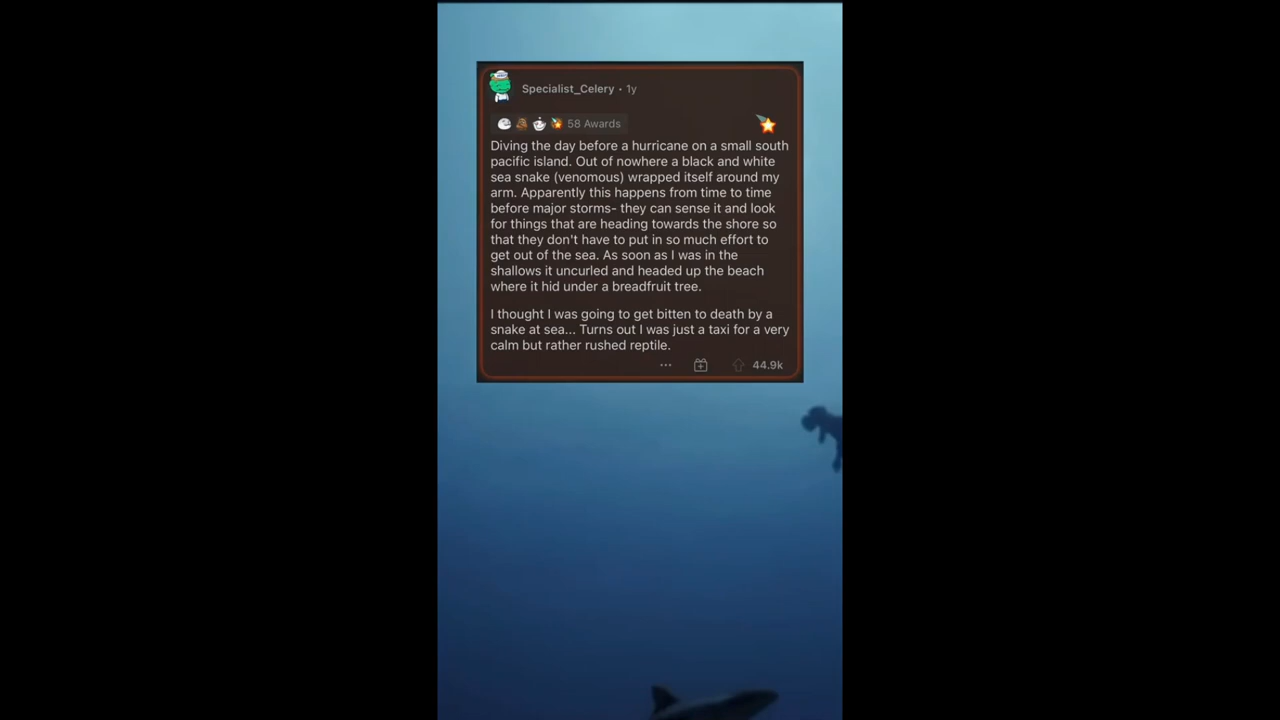 Specialist_Celery • 1y
58 Awards
Diving the day before a hurricane on a small south
pacific island. Out of nowhere a black and white
sea snake (venomous) wrapped itself around my
arm. Apparently this happens from time to time
before major storms- they can sense it and look
for things that are heading towards the shore so
that they don't have to put in so much effort to
get out of the sea. As soon as I was in the
shallows it uncurled and headed up the beach
where it hid under a breadfruit tree.
I thought I was going to get bitten to death by a
snake at sea... Turns out I was just a taxi for a very
calm but rather rushed reptile.
44.9k